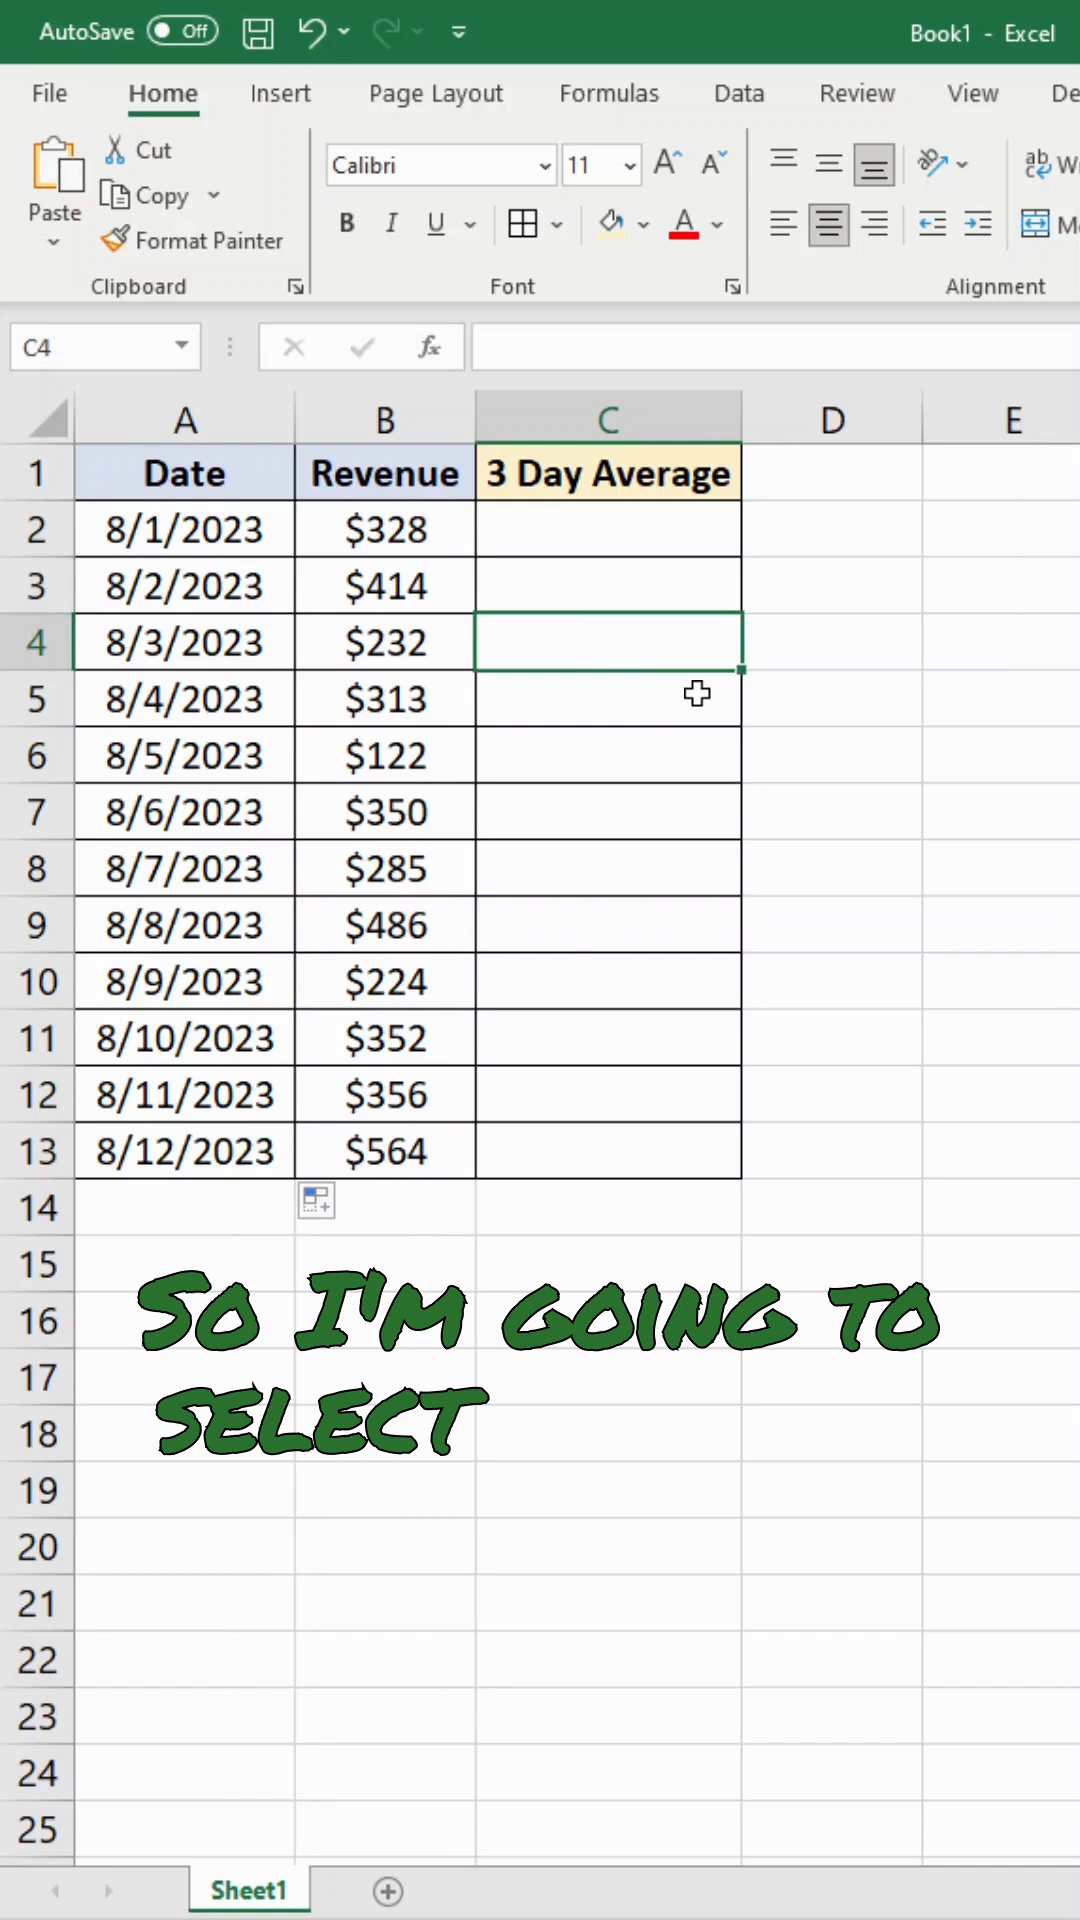 AutoSave Off Book1 - Excel
File Home Insert Page Layout Formulas Data Review View De
Paste Cut Copy Format Painter
Clipboard
Calibri 11
B I U A
Font
ab W
M
Alignment
C4 fx
A B C D E
1 Date Revenue 3 Day Average
2 8/1/2023 $328
3 8/2/2023 $414
4 8/3/2023 $232
5 8/4/2023 $313
6 8/5/2023 $122
7 8/6/2023 $350
8 8/7/2023 $285
9 8/8/2023 $486
10 8/9/2023 $224
11 8/10/2023 $352
12 8/11/2023 $356
13 8/12/2023 $564
14
15
16
17
18
So I'm going to
select
19
20
21
22
23
24
25
Sheet1